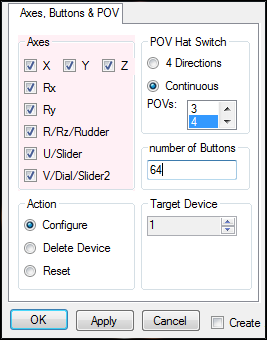 Axes, Buttons & POV
Axes
X Y Z
Rx
Ry
R/Rz/Rudder
U/Slider
V/Dial/Slider2
POV Hat Switch
4 Directions
Continuous
POVs:
3
4
number of Buttons
64
Action
Configure
Delete Device
Reset
Target Device
1
OK Apply Cancel Create